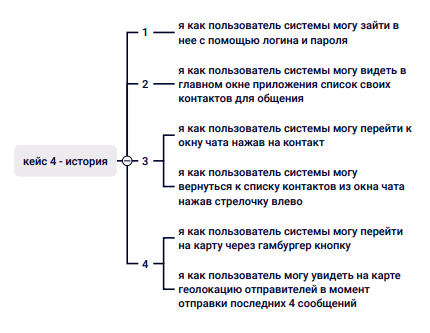 1
я как пользователь системы могу зайти в
нее с помощью логина и пароля
2
я как пользователь системы могу видеть в
главном окне приложения список своих
контактов для общения
кейс 4 - история
3
я как пользователь системы могу перейти к
окну чата нажав на контакт
я как пользователь системы могу
вернуться к списку контактов из окна чата
нажав стрелочку влево
4
я как пользователь системы могу перейти
на карту через гамбургер кнопку
я как пользователь могу увидеть на карте
геолокацию отправителей в момент
отправки последних 4 сообщений